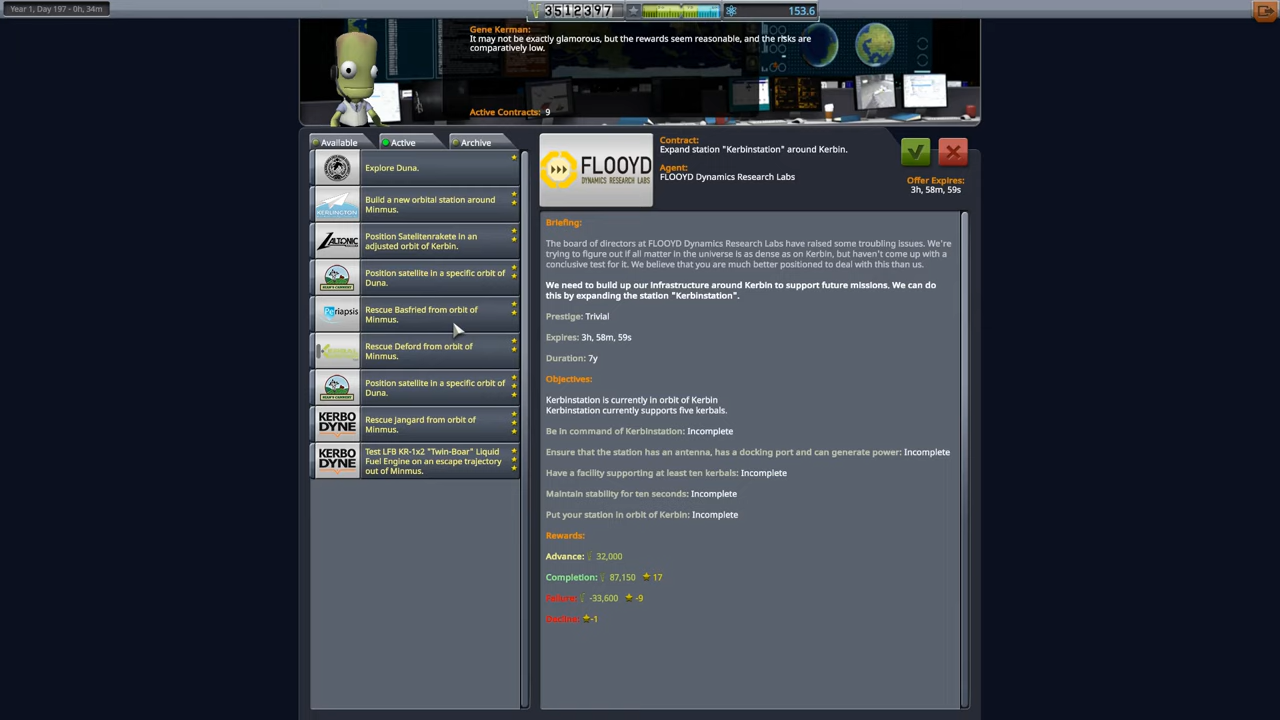 Year 1, Day 197 - 0h, 34m
3512397
153.6
Gene Kerman:
It may not be exactly glamorous, but the rewards seem reasonable, and the risks are
comparatively low.
Active Contracts: 9
Available
Active
Archive
Explore Duna.
KERLINGTON
Build a new orbital station around
Minmus.
ZALTONIC
Position Satelitenrakete in an
adjusted orbit of Kerbin.
Position satellite in a specific orbit of
Duna.
Periapsis
Rescue Basfried from orbit of
Minmus.
Rescue Deford from orbit of
Minmus.
Position satellite in a specific orbit of
Duna.
KERBO
DYNE
Rescue Jangard from orbit of
Minmus.
KERBO
DYNE
Test LFB KR-1x2 "Twin-Boar" Liquid
Fuel Engine on an escape trajectory
out of Minmus.
FLOOYD
DYNAMICS RESEARCH LABS
Contract:
Expand station "Kerbinstation" around Kerbin.
Agent:
FLOOYD Dynamics Research Labs
Offer Expires:
3h, 58m, 59s
Briefing:
The board of directors at FLOOYD Dynamics Research Labs have raised some troubling issues. We're
trying to figure out if all matter in the universe is as dense as on Kerbin, but haven't come up with a
conclusive test for it. We believe that you are much better positioned to deal with this than us.
We need to build up our infrastructure around Kerbin to support future missions. We can do
this by expanding the station "Kerbinstation".
Prestige: Trivial
Expires: 3h, 58m, 59s
Duration: 7y
Objectives:
Kerbinstation is currently in orbit of Kerbin
Kerbinstation currently supports five kerbals.
Be in command of Kerbinstation: Incomplete
Ensure that the station has an antenna, has a docking port and can generate power: Incomplete
Have a facility supporting at least ten kerbals: Incomplete
Maintain stability for ten seconds: Incomplete
Put your station in orbit of Kerbin: Incomplete
Rewards:
Advance: 32,000
Completion: 87,150 17
Failure: -33,600 -9
Decline: -1